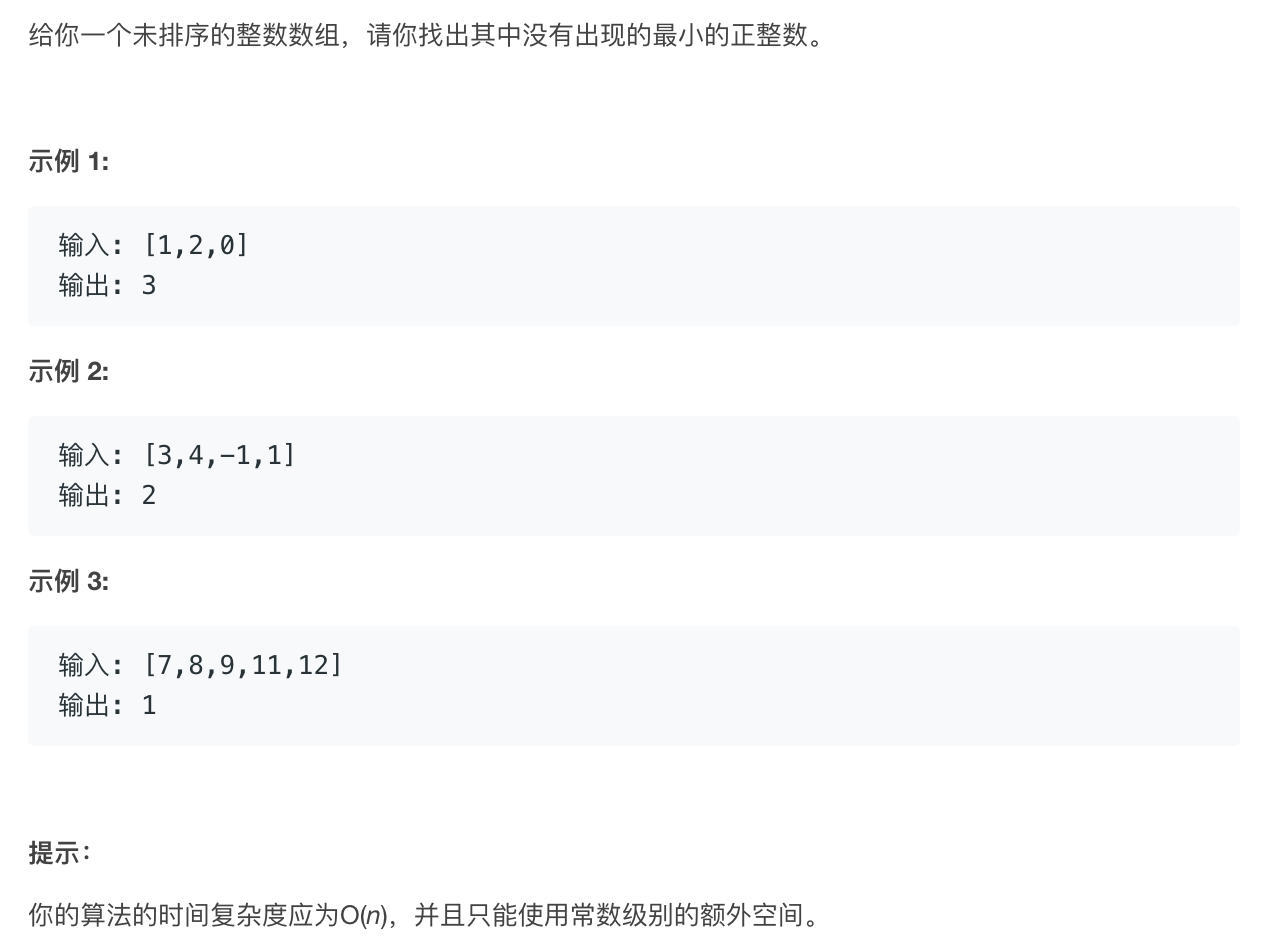 给你一个未排序的整数数组，请你找出其中没有出现的最小的正整数。
示例 1:
输入: [1,2,0]
输出: 3
示例 2:
输入: [3,4,-1,1]
输出: 2
示例 3:
输入: [7,8,9,11,12]
输出: 1
提示：
你的算法的时间复杂度应为O(n)，并且只能使用常数级别的额外空间。